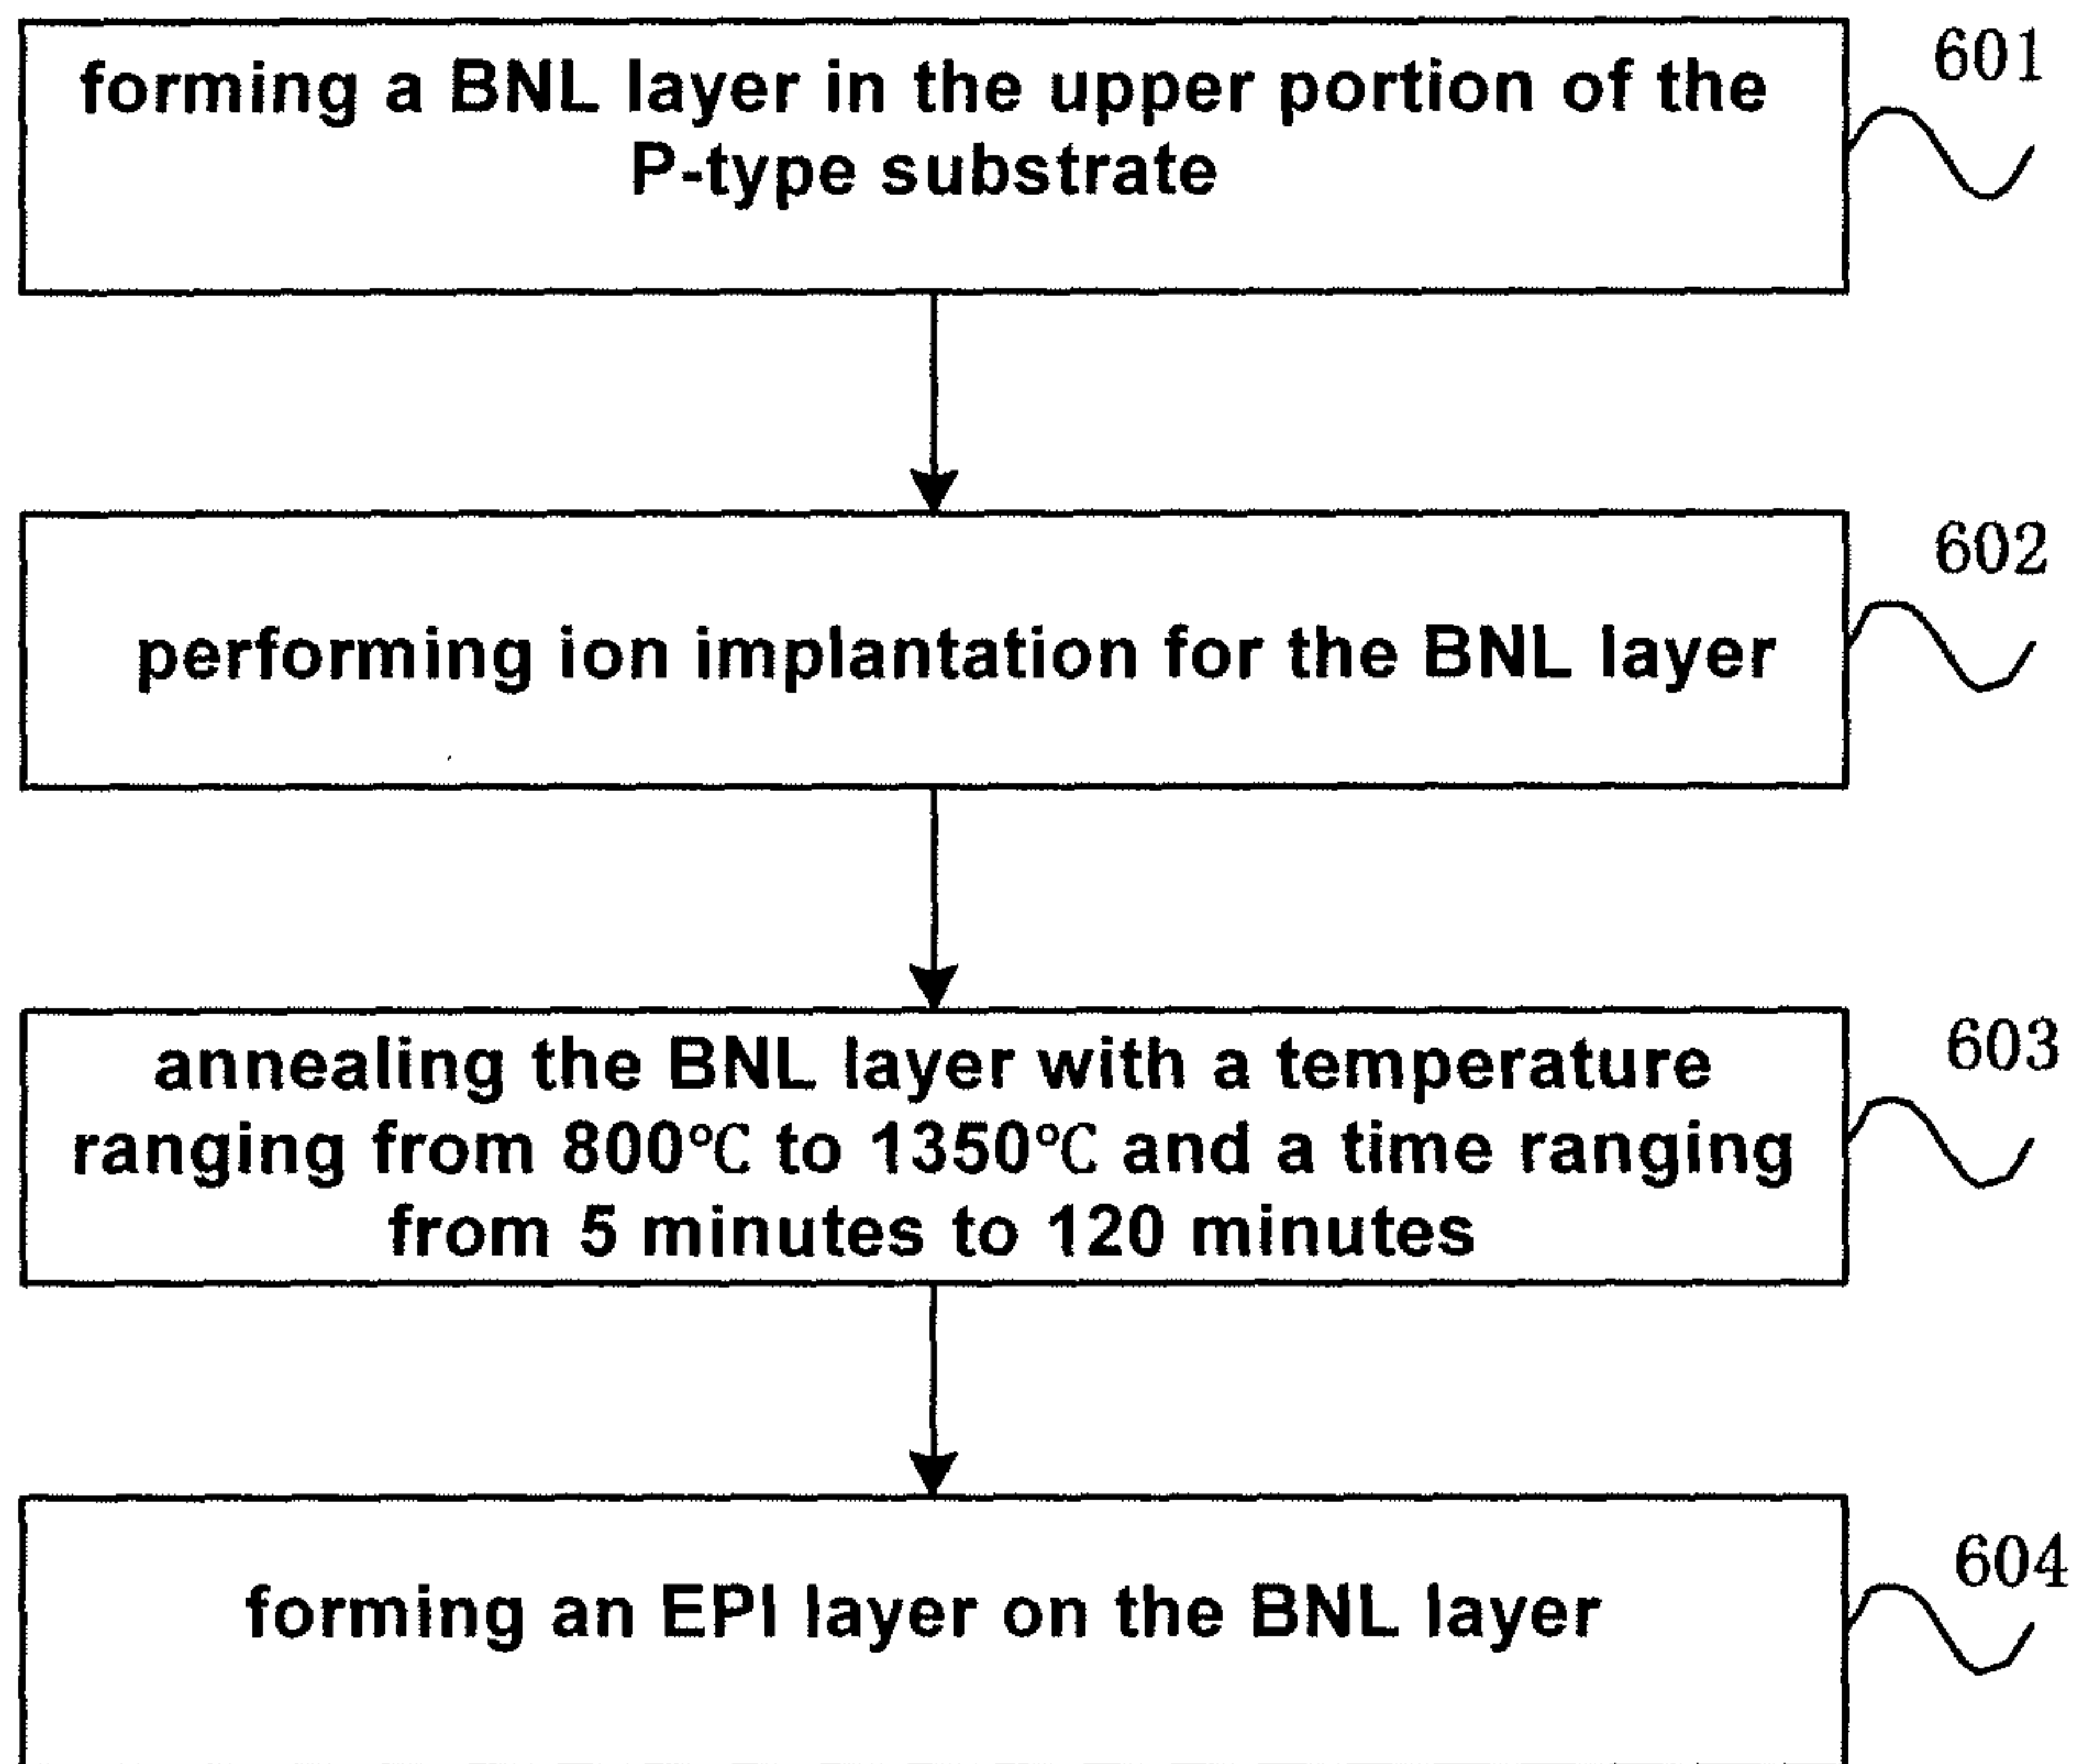 forming a BNL layer in the upper portion of the
P-type substrate
601
performing ion implantation for the BNL layer
602
annealing the BNL layer with a temperature
ranging from 800℃ to 1350℃ and a time ranging
from 5 minutes to 120 minutes
603
forming an EPI layer on the BNL layer
604